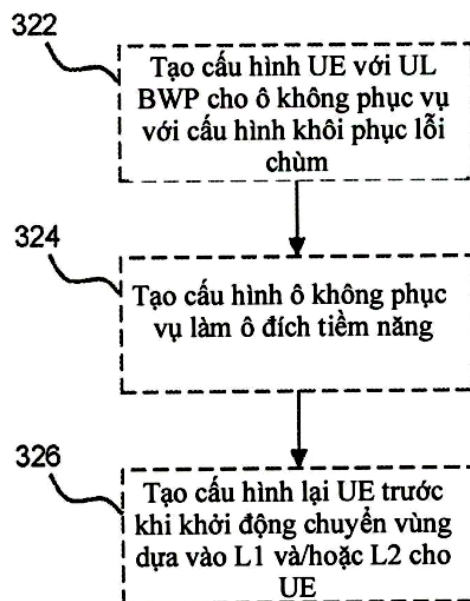 322
Tạo cấu hình UE với UL
BWP cho ô không phục vụ
với cấu hình khôi phục lỗi
chùm
324
Tạo cấu hình ô không phục
vụ làm ô đích tiềm năng
326
Tạo cấu hình lại UE trước
khi khởi động chuyển vùng
dựa vào L1 và/hoặc L2 cho
UE